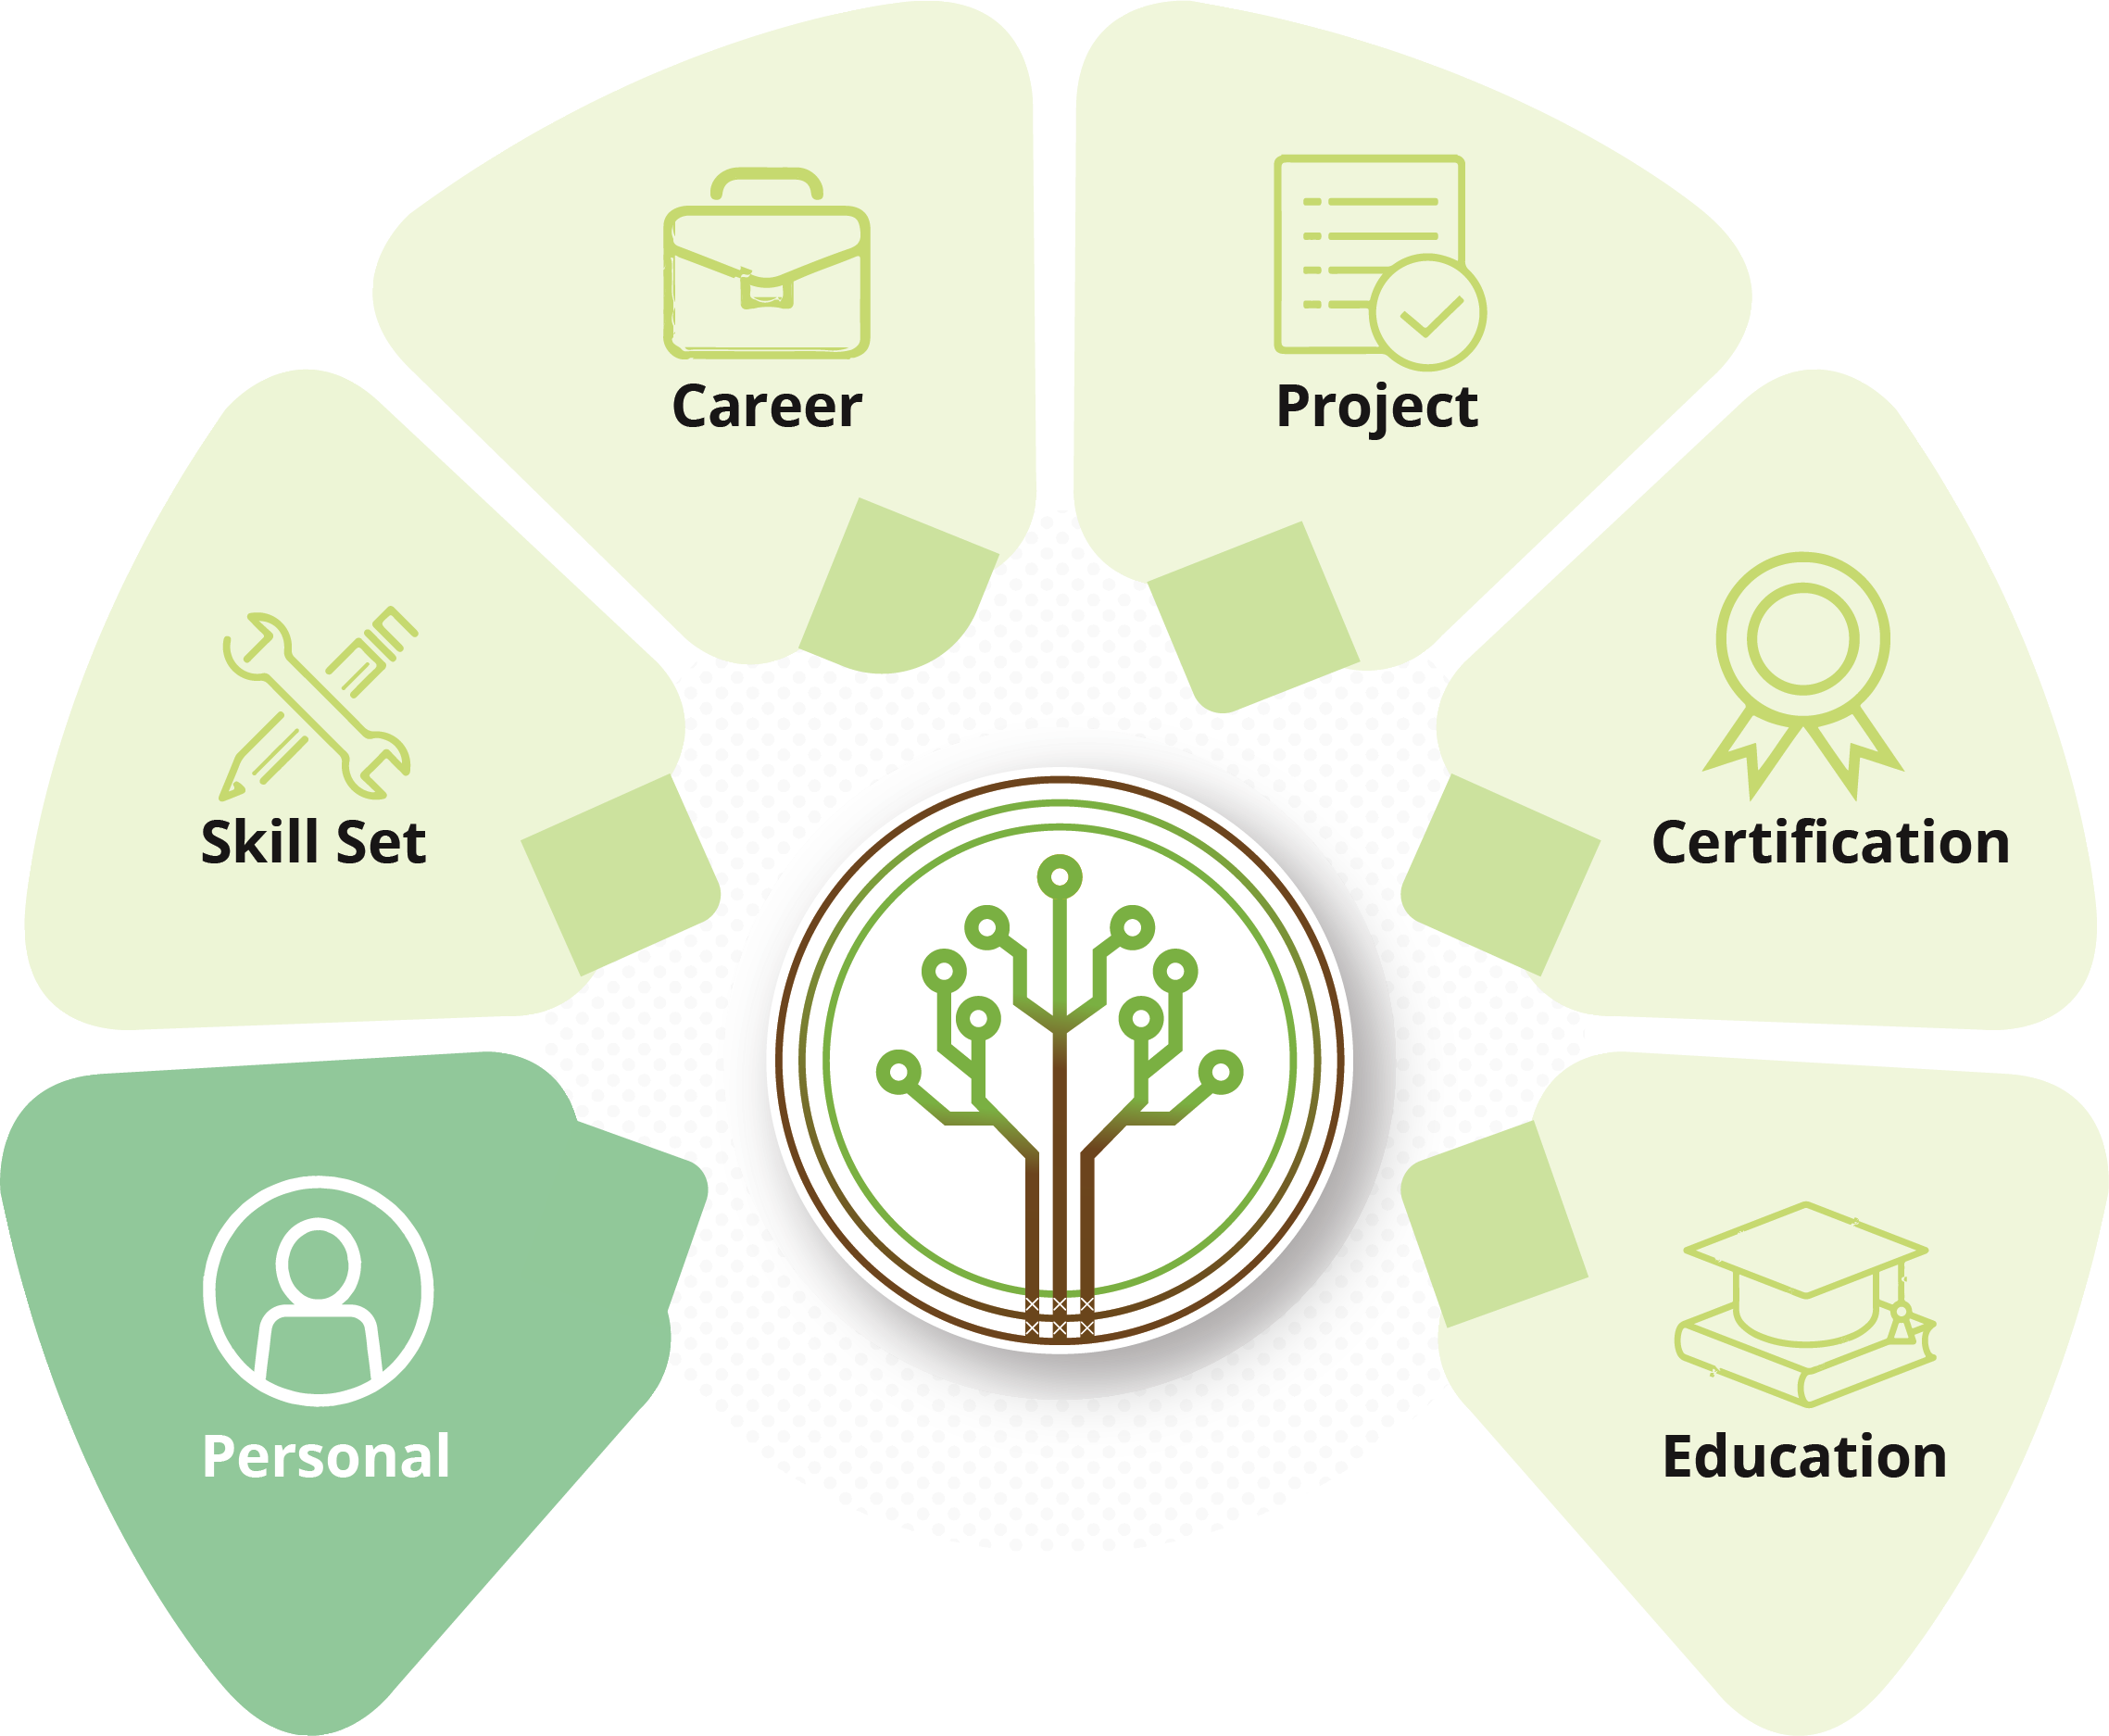 Career
Project
Skill Set
Certification
Personal
Education